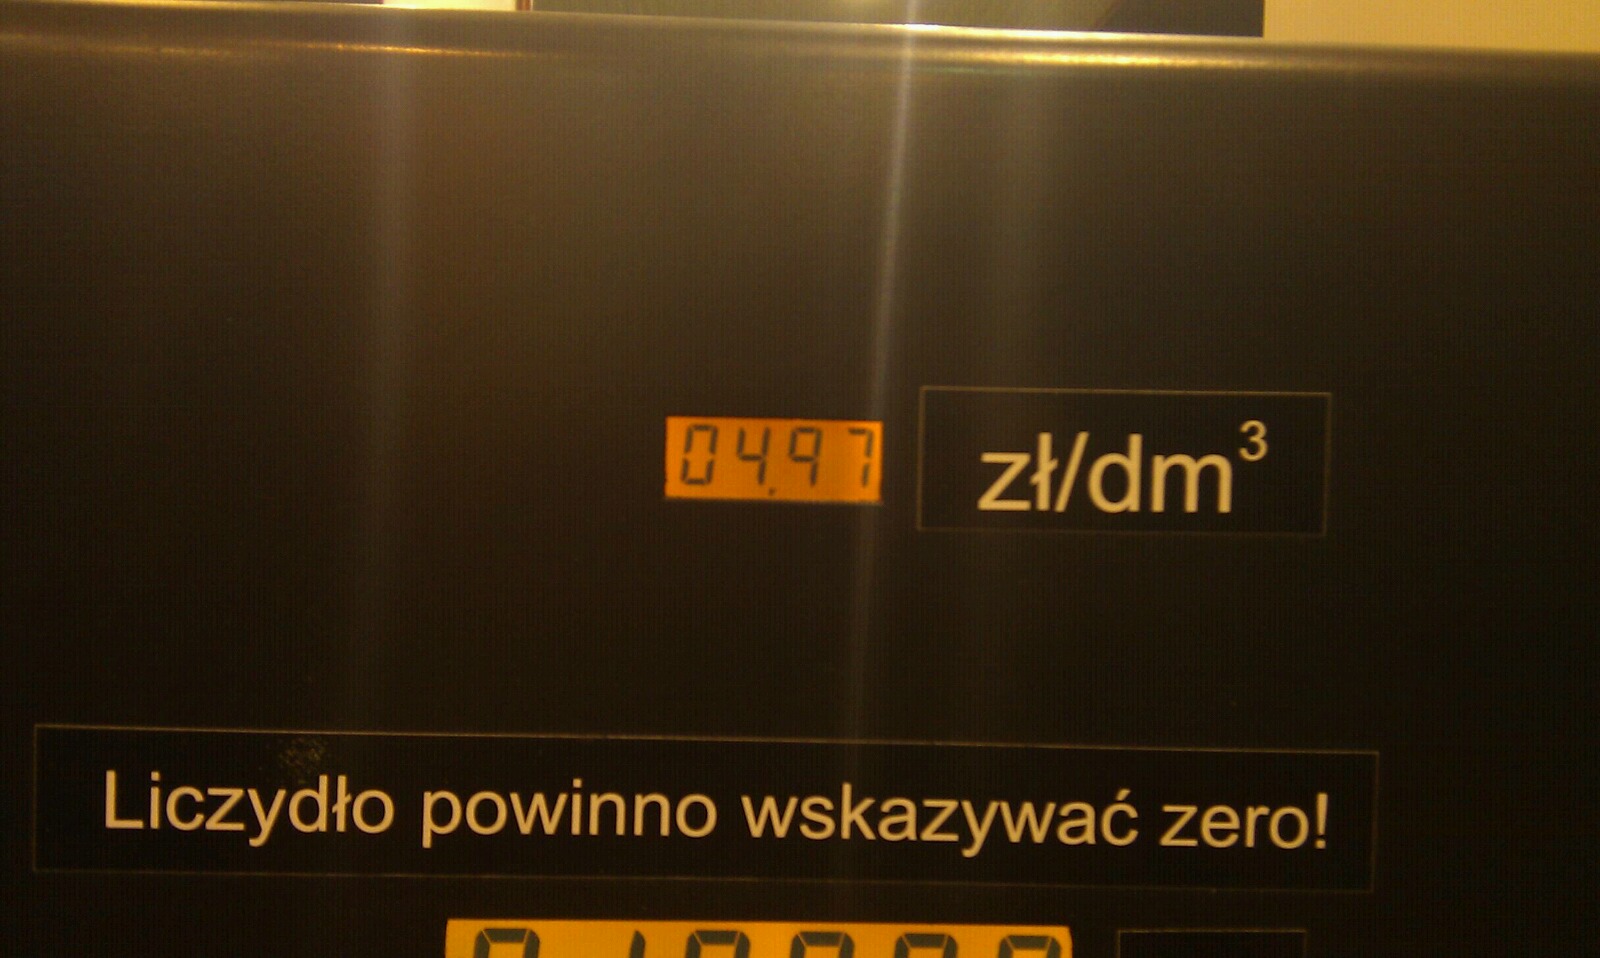 04.97
zł/dm³
Liczydło powinno wskazywać zero!